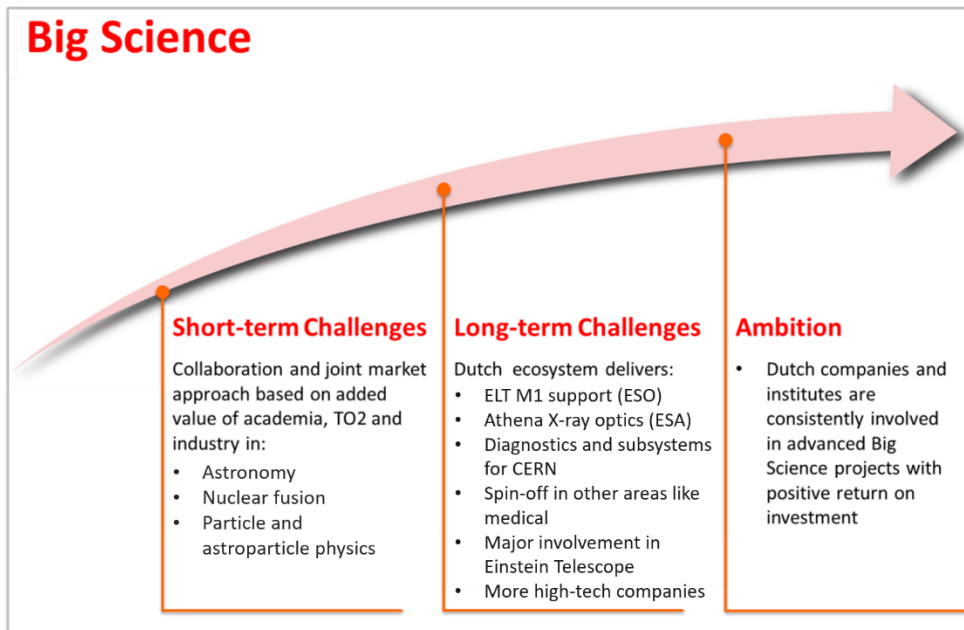 Big Science
Short-term Challenges
Collaboration and joint market
approach based on added
value of academia, TO2 and
industry in:
• Astronomy
• Nuclear fusion
• Particle and
astroparticle physics
Long-term Challenges
Dutch ecosystem delivers:
• ELT M1 support (ESO)
• Athena X-ray optics (ESA)
• Diagnostics and subsystems
for CERN
• Spin-off in other areas like
medical
• Major involvement in
Einstein Telescope
• More high-tech companies
Ambition
• Dutch companies and
institutes are
consistently involved
in advanced Big
Science projects with
positive return on
investment